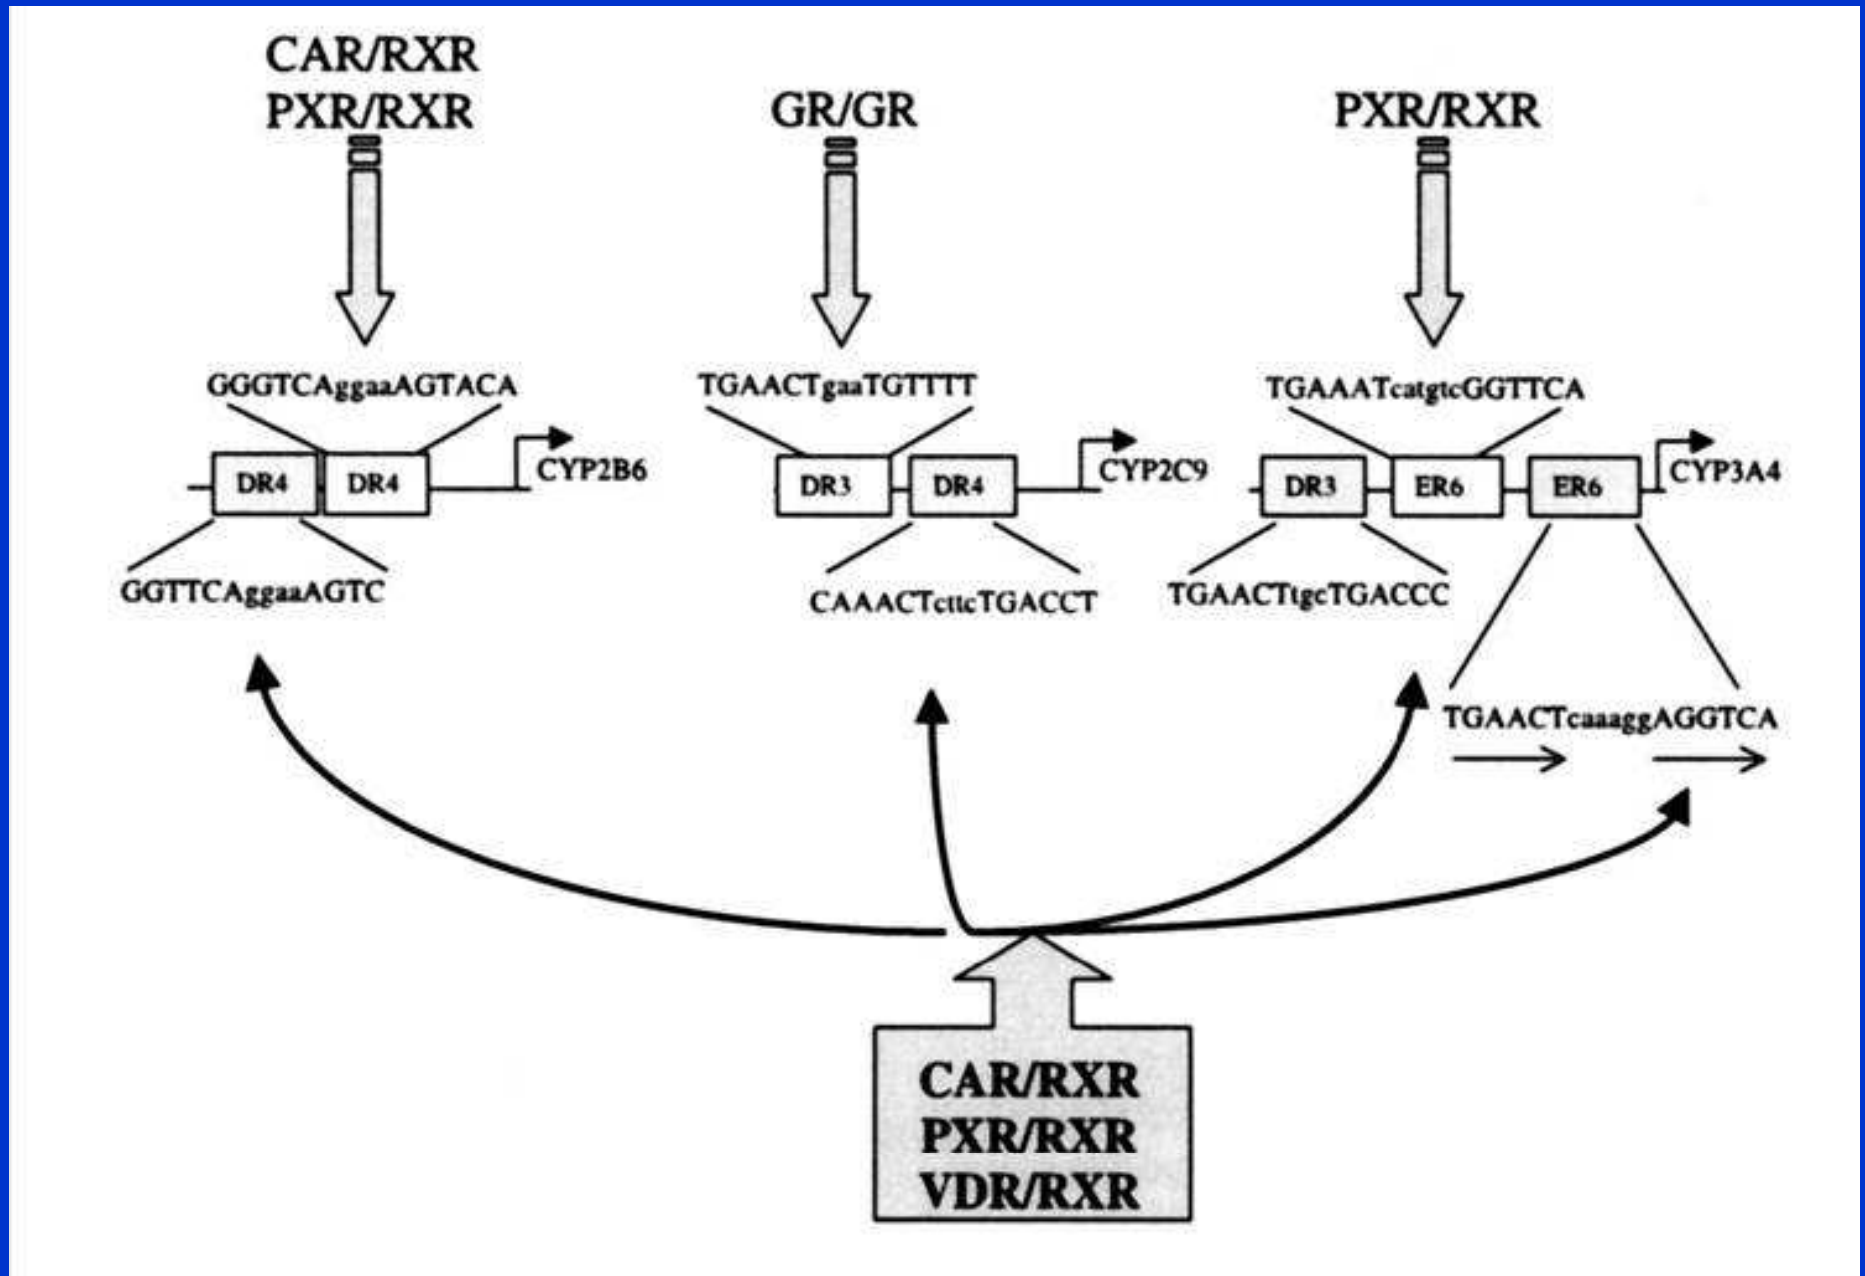 CAR/RXR
PXR/RXR
GR/GR
PXR/RXR
GGGTCAggaaAGTACA
TGAACTgaaTGTTTT
TGAAATcatgtcGGTTCA
DR4
DR4
CYP2B6
DR3
DR4
CYP2C9
DR3
ER6
ER6
CYP3A4
GGTTCAggaaAGTC
CAAACTcttcTGACCT
TGAACTtgcTGACCC
TGAACTcaaaggAGGTCA
CAR/RXR
PXR/RXR
VDR/RXR